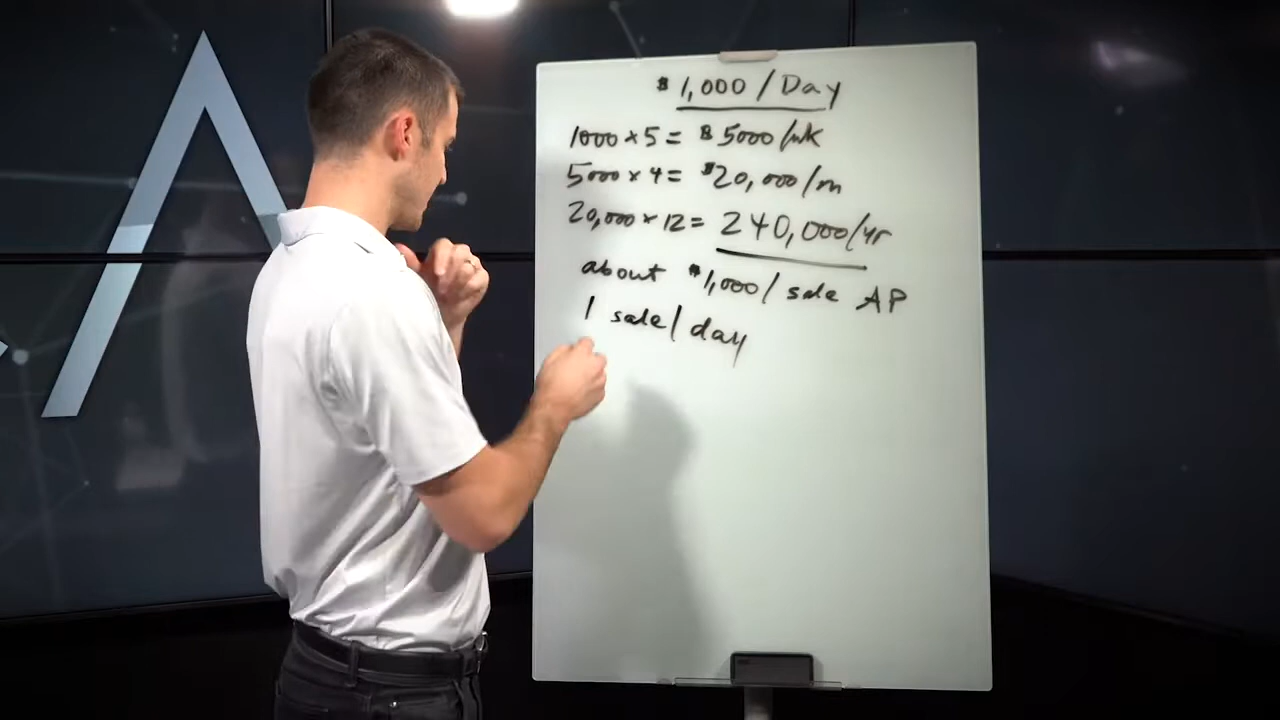 $1,000/Day
1000 x 5 = $5000/wk
5000 x 4 = $20,000/m
20,000 x 12 = 240,000/yr
about $1,000/sale AP
1 sale/day